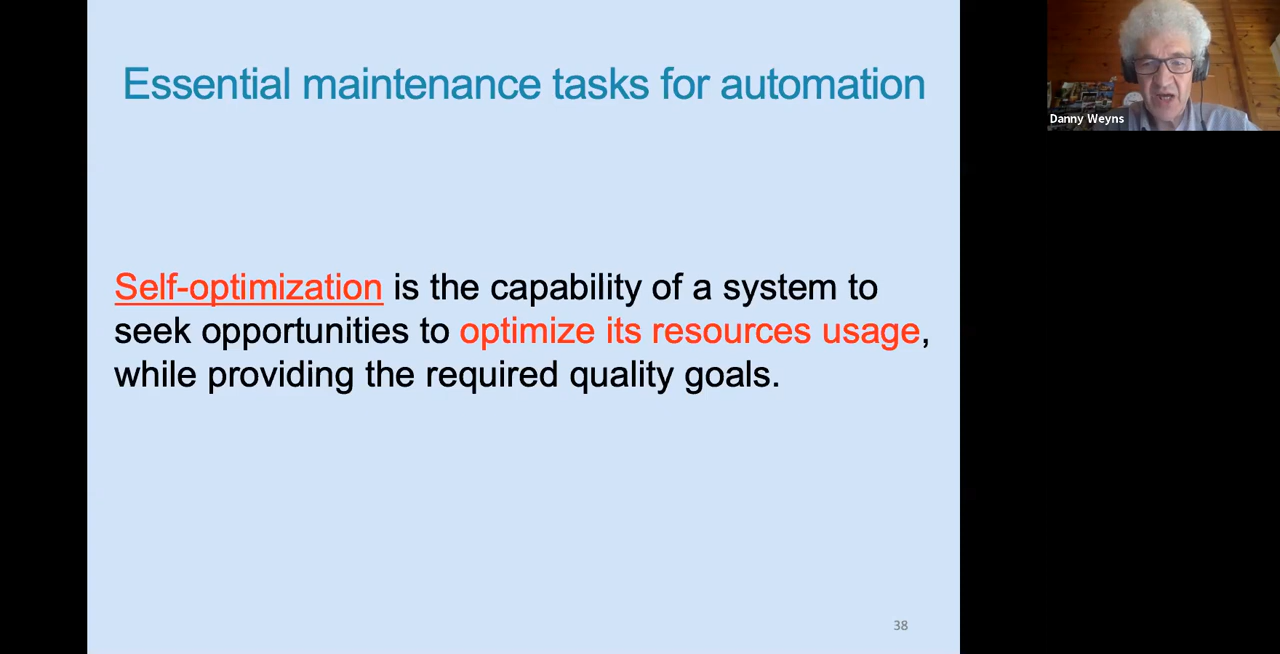 Essential maintenance tasks for automation
Danny Weyns
Self-optimization is the capability of a system to
seek opportunities to optimize its resources usage,
while providing the required quality goals.
38